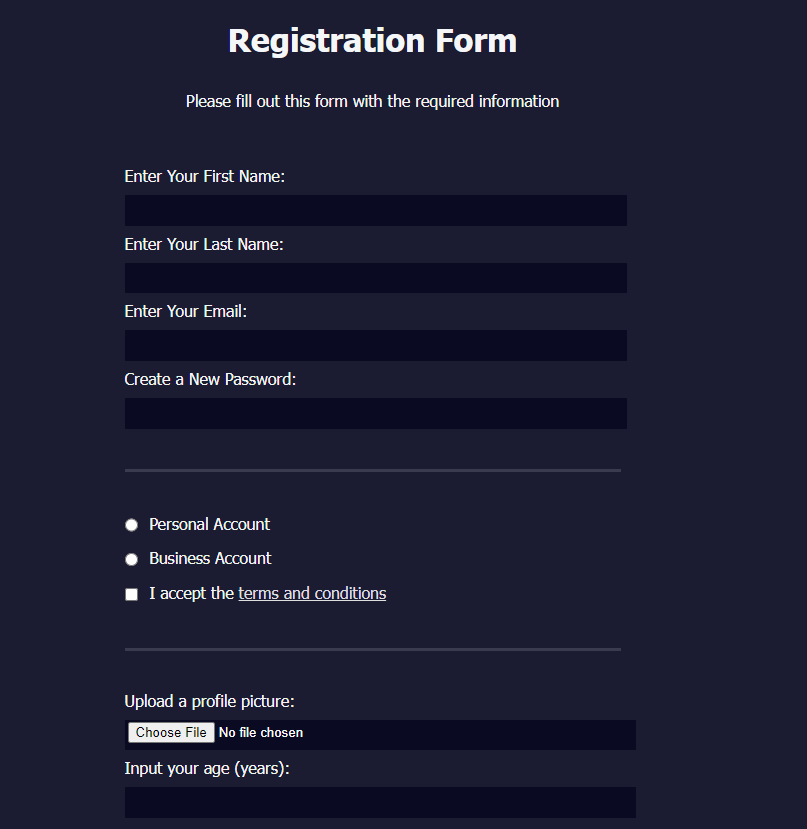 Registration Form
Please fill out this form with the required information
Enter Your First Name:
Enter Your Last Name:
Enter Your Email:
Create a New Password:
Personal Account
Business Account
I accept the terms and conditions
Upload a profile picture:
Choose File No file chosen
Input your age (years):